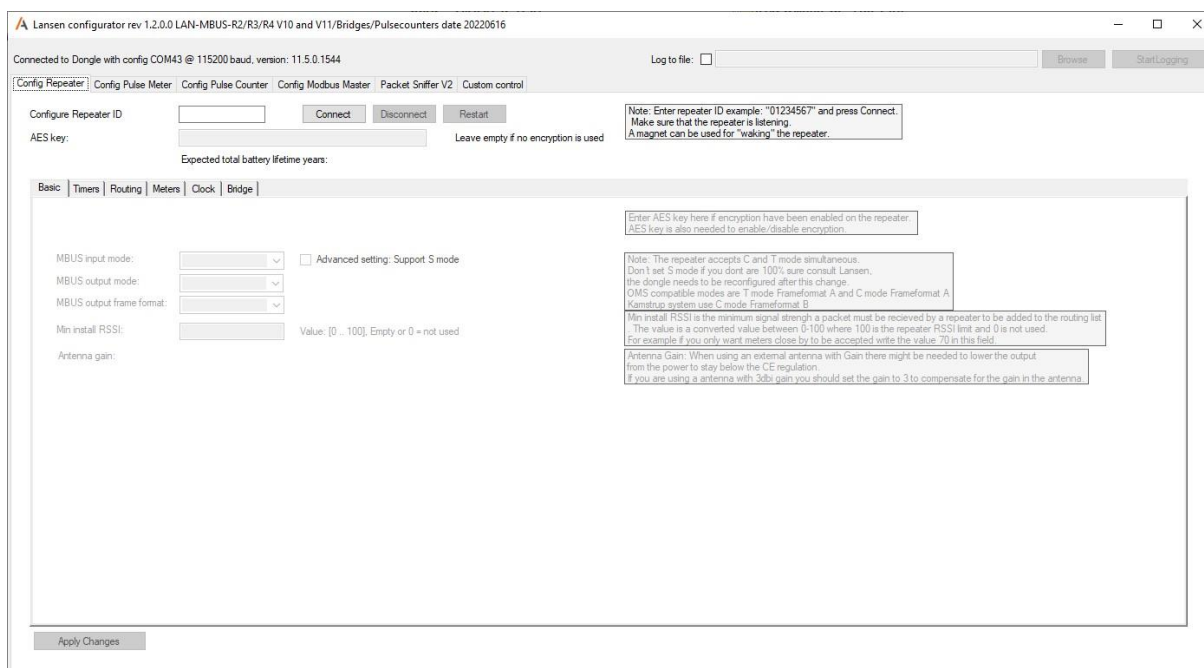 Lansen configurator rev 1.2.0.0 LAN-MBUS-R2/R3/R4 V10 and V11/Bridges/Pulsecounters date 20220616
Connected to Dongle with config COM43 @ 115200 baud, version: 11.5.0.1544
Log to file:
Browse
StartLogging
Config Repeater Config Pulse Meter Config Pulse Counter Config Modbus Master Packet Sniffer V2 Custom control
Configure Repeater ID
Connect
Disconnect
Restart
Note: Enter repeater ID example: "01234567" and press Connect.
Make sure that the repeater is listening.
A magnet can be used for "waking" the repeater.
AES key:
Leave empty if no encryption is used
Expected total battery lifetime years:
Basic Timers Routing Meters Clock Bridge
Enter AES key here if encryption have been enabled on the repeater.
AES key is also needed to enable/disable encryption.
MBUS input mode:
Advanced setting: Support S mode
MBUS output mode:
MBUS output frame format:
Note: The repeater accepts C and T mode simultaneous.
Don't set S mode if you dont are 100% sure consult Lansen,
the dongle needs to be reconfigured after this change.
OMS compatible modes are T mode Frameformat A and C mode Frameformat A
Kamstrup system use C mode Frameformat B
Min install RSSI:
Value: [0 .. 100], Empty or 0 = not used
Min install RSSI is the minimum signal strengh a packet must be recieved by a repeater to be added to the routing list
. The value is a converted value between 0-100 where 100 is the repeater RSSI limit and 0 is not used.
For example if you only want meters close by to be accepted write the value 70 in this field.
Antenna gain:
Antenna Gain: When using an external antenna with Gain there might be needed to lower the output
from the power to stay below the CE regulation.
If you are using a antenna with 3dbi gain you should set the gain to 3 to compensate for the gain in the antenna.
Apply Changes